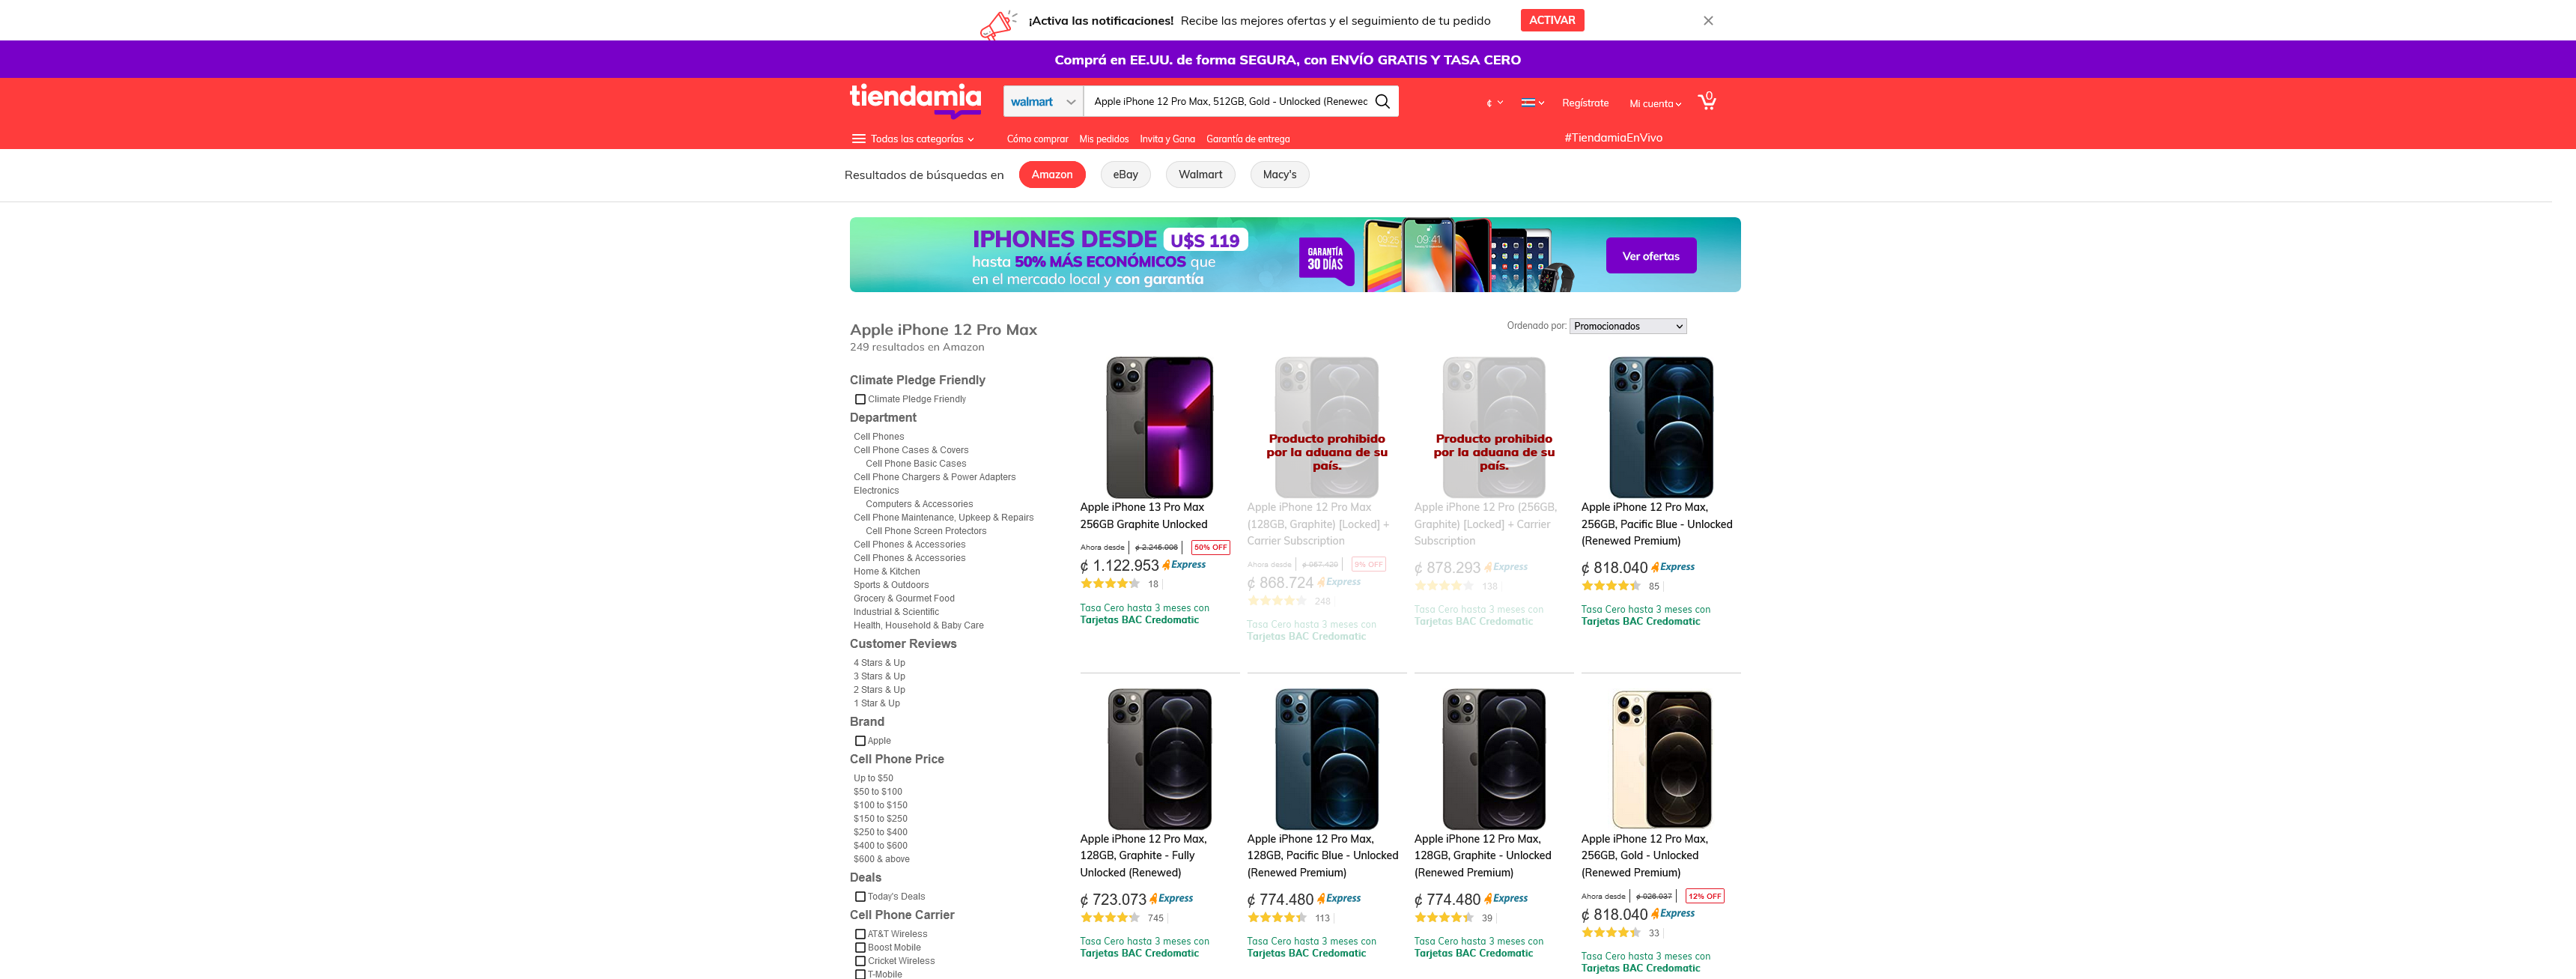 ¡Activa las notificaciones! Recibe las mejores ofertas y el seguimiento de tu pedido ACTIVAR
Comprá en EE.UU. de forma SEGURA, con ENVÍO GRATIS Y TASA CERO
tiendamia
walmart
Apple iPhone 12 Pro Max, 512GB, Gold - Unlocked (Renewec
¢
Regístrate
Mi cuenta
0
Todas las categorías
Cómo comprar
Mis pedidos
Invita y Gana
Garantía de entrega
#TiendamiaEnVivo
Resultados de búsquedas en
Amazon
eBay
Walmart
Macy's
IPHONES DESDE U$S 119
hasta 50% MÁS ECONÓMICOS que
en el mercado local y con garantía
GARANTÍA
30 DÍAS
09:41
Ver ofertas
Apple iPhone 12 Pro Max
249 resultados en Amazon
Ordenado por: Promocionados
Climate Pledge Friendly
Climate Pledge Friendly
Department
Cell Phones
Cell Phone Cases & Covers
Cell Phone Basic Cases
Cell Phone Chargers & Power Adapters
Electronics
Computers & Accessories
Cell Phone Maintenance, Upkeep & Repairs
Cell Phone Screen Protectors
Cell Phones & Accessories
Cell Phones & Accessories
Home & Kitchen
Sports & Outdoors
Grocery & Gourmet Food
Industrial & Scientific
Health, Household & Baby Care
Customer Reviews
4 Stars & Up
3 Stars & Up
2 Stars & Up
1 Star & Up
Brand
Apple
Cell Phone Price
Up to $50
$50 to $100
$100 to $150
$150 to $250
$250 to $400
$400 to $600
$600 & above
Deals
Today's Deals
Cell Phone Carrier
AT&T Wireless
Boost Mobile
Cricket Wireless
T-Mobile
Apple iPhone 13 Pro Max
256GB Graphite Unlocked
Ahora desde
50% OFF
¢ 1.122.953 Express
18
Tasa Cero hasta 3 meses con
Tarjetas BAC Credomatic
Producto prohibido
por la aduana de su
país.
Apple iPhone 12 Pro Max
(128GB, Graphite) [Locked] +
Carrier Subscription
Ahora desde
9% OFF
¢ 868.724 Express
248
Tasa Cero hasta 3 meses con
Tarjetas BAC Credomatic
Producto prohibido
por la aduana de su
país.
Apple iPhone 12 Pro (256GB,
Graphite) [Locked] + Carrier
Subscription
¢ 878.293 Express
138
Tasa Cero hasta 3 meses con
Tarjetas BAC Credomatic
Apple iPhone 12 Pro Max,
256GB, Pacific Blue - Unlocked
(Renewed Premium)
¢ 818.040 Express
85
Tasa Cero hasta 3 meses con
Tarjetas BAC Credomatic
Apple iPhone 12 Pro Max,
128GB, Graphite - Fully
Unlocked (Renewed)
¢ 723.073 Express
745
Tasa Cero hasta 3 meses con
Tarjetas BAC Credomatic
Apple iPhone 12 Pro Max,
128GB, Pacific Blue - Unlocked
(Renewed Premium)
¢ 774.480 Express
113
Tasa Cero hasta 3 meses con
Tarjetas BAC Credomatic
Apple iPhone 12 Pro Max,
128GB, Graphite - Unlocked
(Renewed Premium)
¢ 774.480 Express
39
Tasa Cero hasta 3 meses con
Tarjetas BAC Credomatic
Apple iPhone 12 Pro Max,
256GB, Gold - Unlocked
(Renewed Premium)
Ahora desde
12% OFF
¢ 818.040 Express
33
Tasa Cero hasta 3 meses con
Tarjetas BAC Credomatic